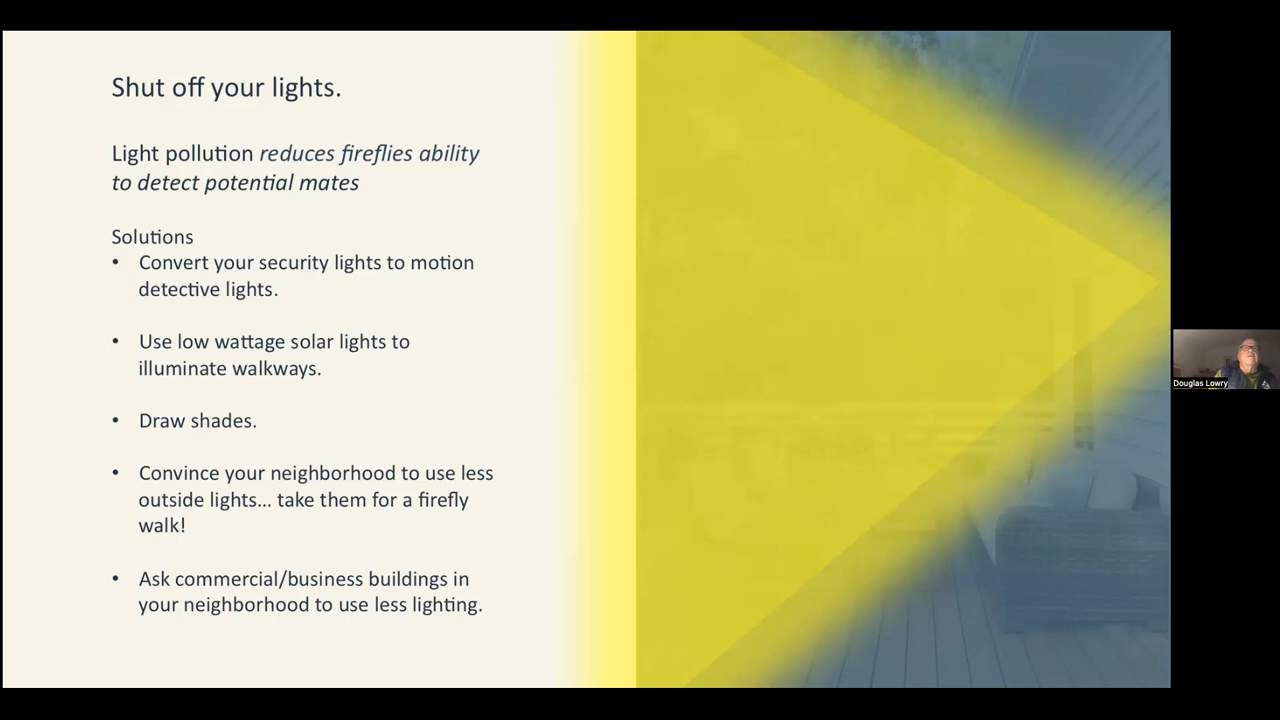 Shut off your lights.
Light pollution reduces fireflies ability
to detect potential mates
Solutions
• Convert your security lights to motion
detective lights.
• Use low wattage solar lights to
illuminate walkways.
• Draw shades.
• Convince your neighborhood to use less
outside lights... take them for a firefly
walk!
• Ask commercial/business buildings in
your neighborhood to use less lighting.
Douglas Lowry